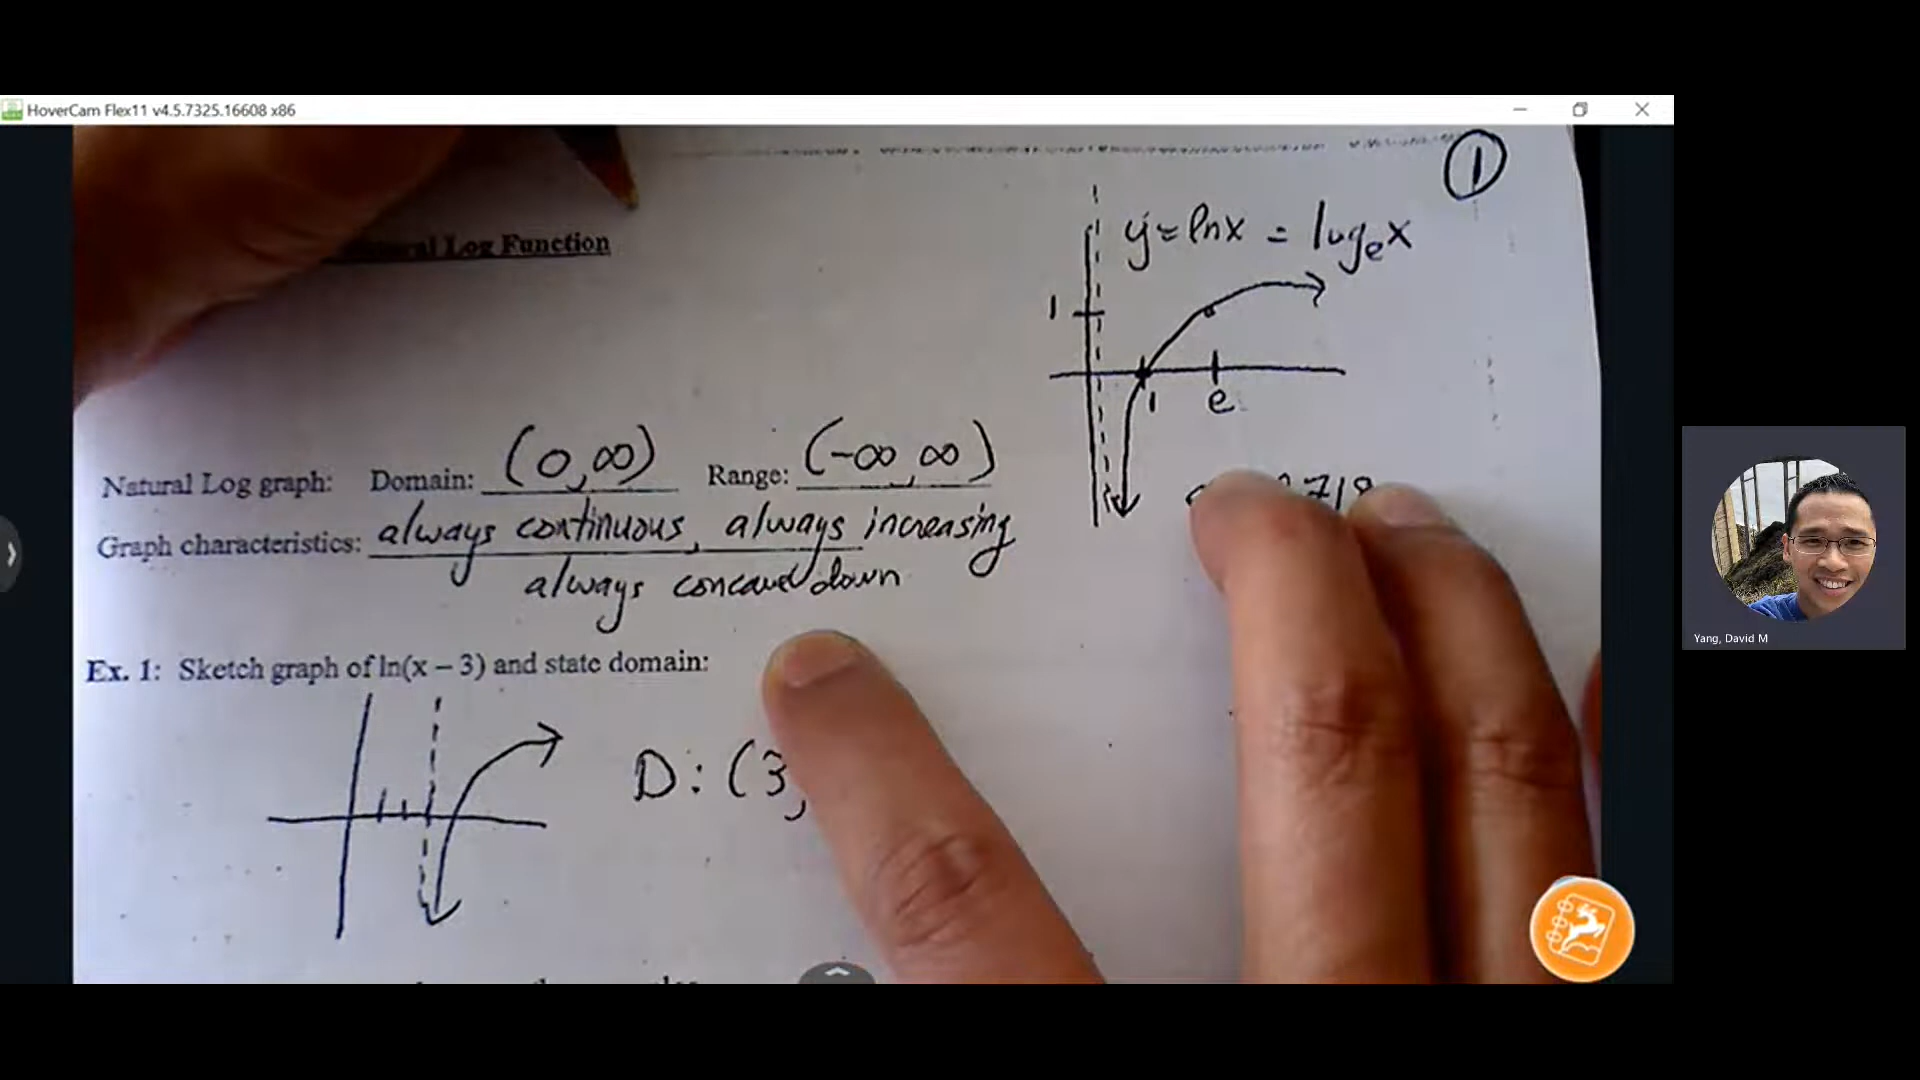 HoverCam Flex11 v4.5.7325.16608 x86
1
Natural Log Function
y = ln x = log_e x
1
1
e
718
Natural Log graph: Domain: (0,∞) Range: (-∞,∞)
Graph characteristics: always continuous, always increasing
always concave down
Ex. 1: Sketch graph of ln(x – 3) and state domain:
D: (3,
Yang, David M